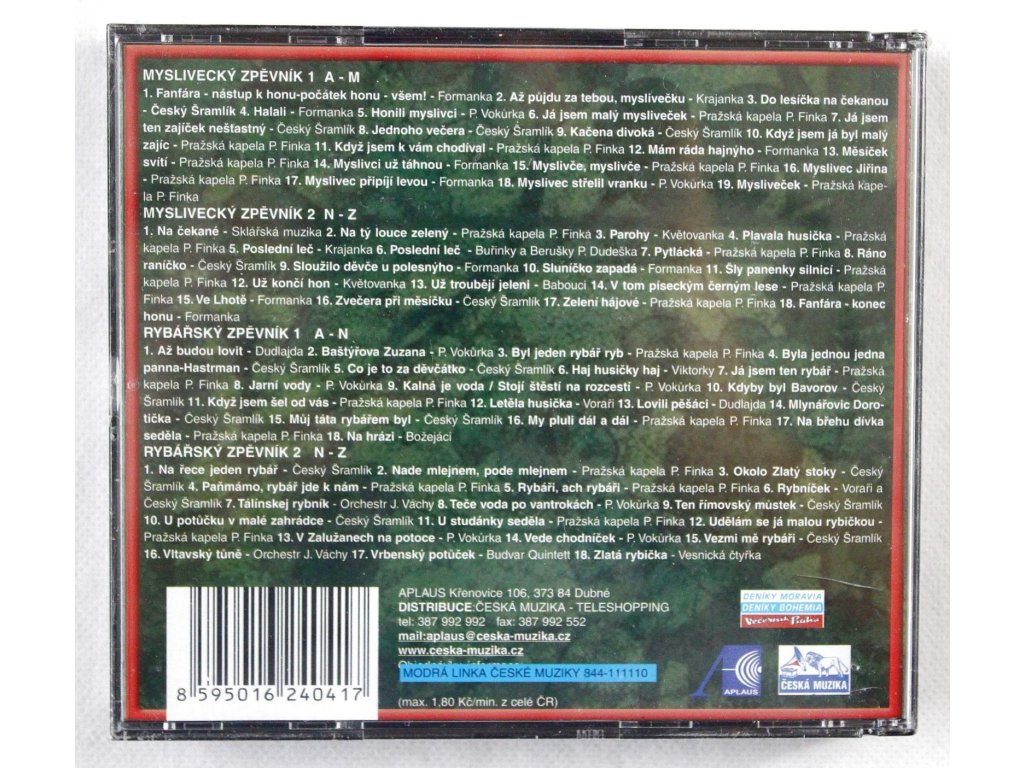 MYSLIVECKÝ ZPĚVNÍK 1 A - M
1. Fanfára - nástup k honu-počátek honu - všem! - Formanka 2. Až půjdu za tebou, myslivečku - Krajanka 3. Do lesíčka na čekanou
- Český Šramlík 4. Halali - Formanka 5. Honili myslivci - P. Vokůrka 6. Já jsem malý mysliveček - Pražská kapela P. Finka 7. Já jsem
ten zajíček nešťastný - Český Šramlík 8. Jednoho večera - Český Šramlík 9. Kačena divoká - Český Šramlík 10. Když jsem já byl malý
zajíc - Pražská kapela P. Finka 11. Když jsem k vám chodíval - Pražská kapela P. Finka 12. Mám ráda hajnýho - Formanka 13. Měsíček
svítí - Pražská kapela P. Finka 14. Myslivci už táhnou - Formanka 15. Myslivče, myslivče - Pražská kapela P. Finka 16. Myslivec Jiřina
- Pražská kapela P. Finka 17. Myslivec připíjí levou - Formanka 18. Myslivec střelil vranku - P. Vokůrka 19. Mysliveček - Pražská kape-
la P. Finka
MYSLIVECKÝ ZPĚVNÍK 2 N - Z
1. Na čekané - Sklářská muzika 2. Na tý louce zelený - Pražská kapela P. Finka 3. Parohy - Květovanka 4. Plavala husička - Pražská
kapela P. Finka 5. Poslední leč - Krajanka 6. Poslední leč - Buřinky a Berušky P. Dudeška 7. Pytlácká - Pražská kapela P. Finka 8. Ráno
raníčko - Český Šramlík 9. Sloužilo děvče u polesnýho - Formanka 10. Sluníčko zapadá - Formanka 11. Šly panenky silnicí - Pražská
kapela P. Finka 12. Už končí hon - Květovanka 13. Už troubějí jeleni - Babouci 14. V tom píseckým černým lese - Pražská kapela P.
Finka 15. Ve Lhotě - Formanka 16. Zvečera při měsíčku - Český Šramlík 17. Zelení hájové - Pražská kapela P. Finka 18. Fanfára - konec
honu - Formanka
RYBÁŘSKÝ ZPĚVNÍK 1 A - N
1. Až budou lovit - Dudlajda 2. Baštýřova Zuzana - P. Vokůrka 3. Byl jeden rybář ryb - Pražská kapela P. Finka 4. Byla jednou jedna
panna-Hastrman - Český Šramlík 5. Co je to za děvčátko - Český Šramlík 6. Haj husičky haj - Viktorky 7. Já jsem ten rybář - Pražská
kapela P. Finka 8. Jarní vody - P. Vokůrka 9. Kalná je voda / Stojí štěstí na rozcestí - P. Vokůrka 10. Kdyby byl Bavorov - Český
Šramlík 11. Když jsem šel od vás - Pražská kapela P. Finka 12. Letěla husička - Voraři 13. Lovili pěšáci - Dudlajda 14. Mlynářovic Doro-
tička - Český Šramlík 15. Můj táta rybářem byl - Český Šramlík 16. My pluli dál a dál - Pražská kapela P. Finka 17. Na břehu dívka
seděla - Pražská kapela P. Finka 18. Na hrázi - Božejáci
RYBÁŘSKÝ ZPĚVNÍK 2 N - Z
1. Na řece jeden rybář - Český Šramlík 2. Nade mlejnem, pode mlejnem - Pražská kapela P. Finka 3. Okolo Zlatý stoky - Český
Šramlík 4. Paňmámo, rybář jde k nám - Pražská kapela P. Finka 5. Rybáři, ach rybáři - Pražská kapela P. Finka 6. Rybníček - Voraři a
Český Šramlík 7. Tálínskej rybník - Orchestr J. Váchy 8. Teče voda po vantrokách - P. Vokůrka 9. Ten římovský můstek - Český Šramlík
10. U potůčku v malé zahrádce - Český Šramlík 11. U studánky seděla - Pražská kapela P. Finka 12. Udělám se já malou rybičkou -
Pražská kapela P. Finka 13. V Zalužanech na potoce - P. Vokůrka 14. Vede chodníček - P. Vokůrka 15. Vezmi mě rybáři - Český Šramlík
16. Vltavský tůně - Orchestr J. Váchy 17. Vrbenský potůček - Budvar Quintett 18. Zlatá rybička - Vesnická čtyřka
APLAUS Křenovice 106, 373 84 Dubné
DISTRIBUCE:ČESKÁ MUZIKA - TELESHOPPING
tel: 387 992 992 fax: 387 992 552
mail:aplaus@ceska-muzika.cz
www.ceska-muzika.cz
MODRÁ LINKA ČESKÉ MUZIKY 844-111110
(max. 1,80 Kč/min. z celé ČR)
8 595016 240417
DENÍKY MORAVIA
DENÍKY BOHEMIA
Večerník Praha
APLAUS
ČESKÁ MUZIKA